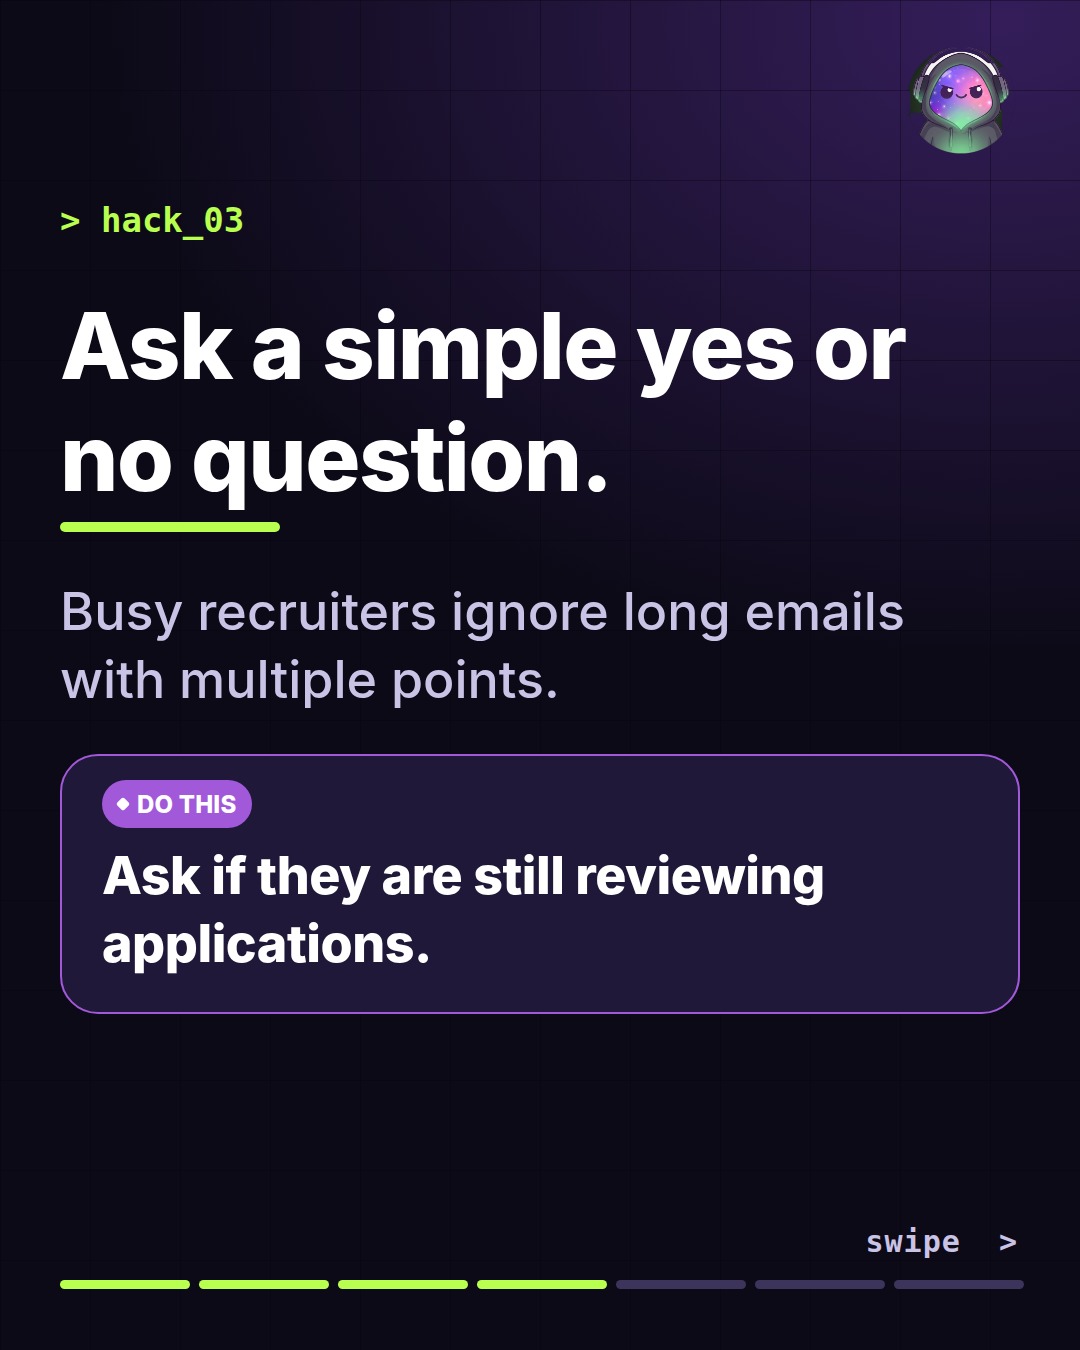 > hack_03
Ask a simple yes or
no question.
Busy recruiters ignore long emails
with multiple points.
DO THIS
Ask if they are still reviewing
applications.
swipe >